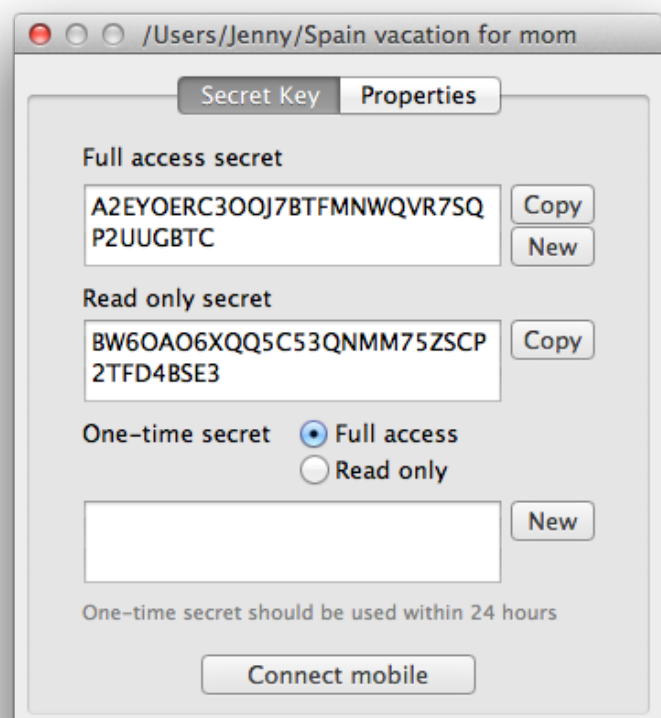 /Users/Jenny/Spain vacation for mom
Secret Key Properties
Full access secret
A2EYOERC3OOJ7BTFMNWQVR7SQ Copy
P2UUGBTC New
Read only secret
BW6OAO6XQQ5C53QNMM75ZSCP Copy
2TFD4BSE3
One-time secret Full access
Read only
New
One-time secret should be used within 24 hours
Connect mobile